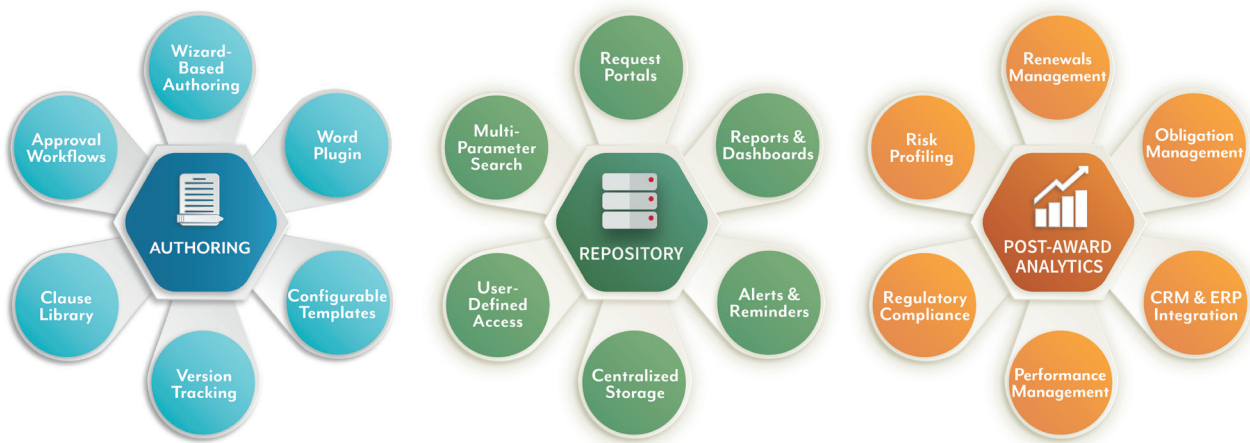 Wizard-
Based
Authoring
Word
Plugin
Configurable
Templates
Version
Tracking
Clause
Library
Approval
Workflows
AUTHORING
Request
Portals
Reports &
Dashboards
Alerts &
Reminders
Centralized
Storage
User-
Defined
Access
Multi-
Parameter
Search
REPOSITORY
Renewals
Management
Obligation
Management
CRM & ERP
Integration
Performance
Management
Regulatory
Compliance
Risk
Profiling
POST-AWARD
ANALYTICS